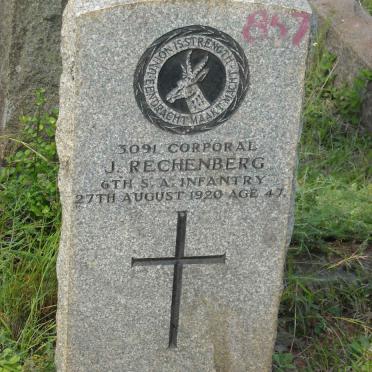 857
UNION IS STRENGTH
EENDRACHT MAAKT MACHT
3091 CORPORAL
J. RECHENBERG
6TH S. A. INFANTRY
27TH AUGUST 1920 AGE 47